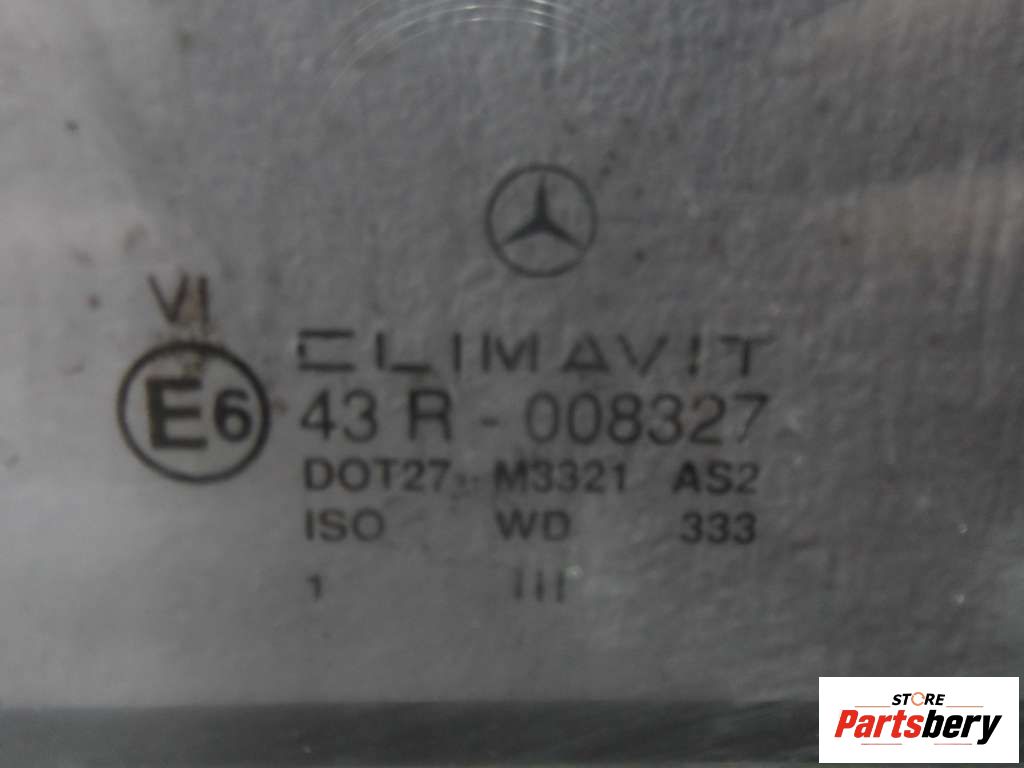 VI
CLIMAVIT
E6 43 R - 008327
DOT27 M3321 AS2
ISO WD 333
1 III
STORE
Partsbery